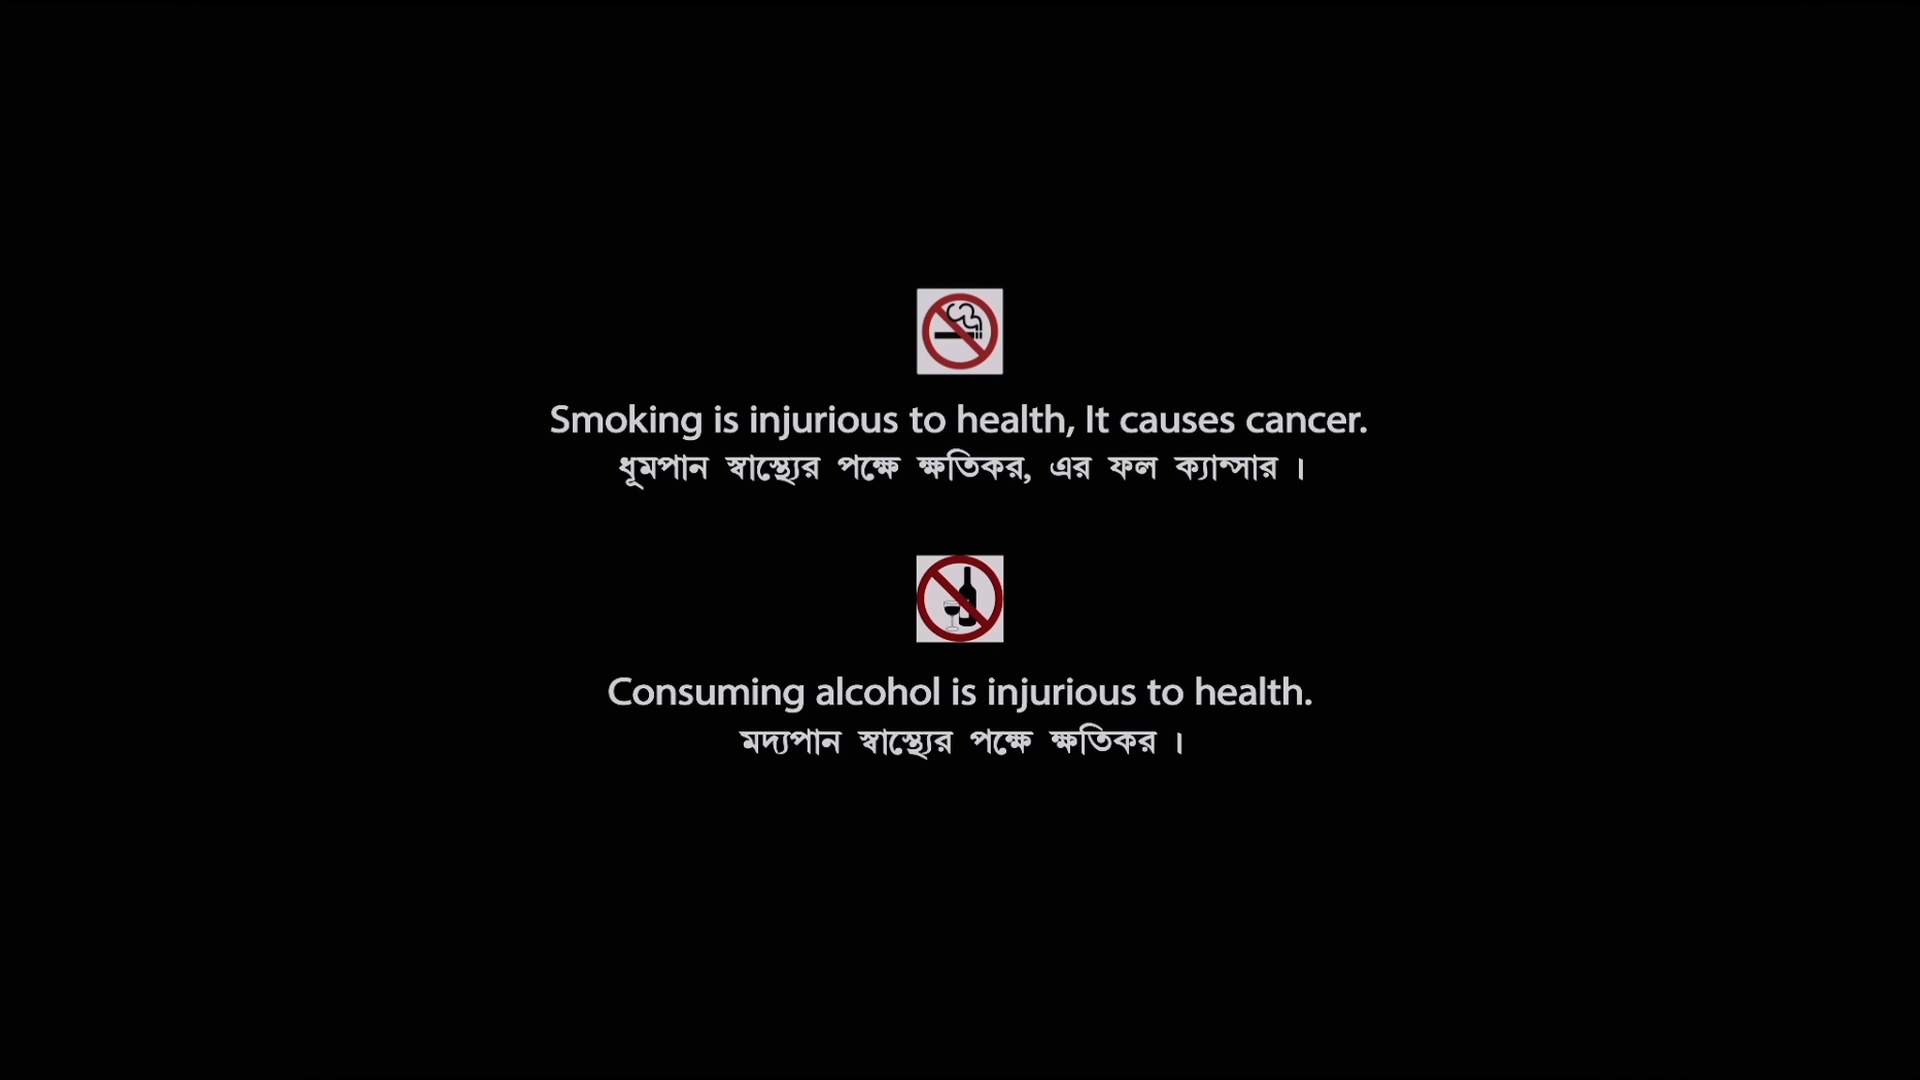 Smoking is injurious to health, It causes cancer.
ধূমপান স্বাস্থ্যের পক্ষে ক্ষতিকর, এর ফল ক্যান্সার ।
Consuming alcohol is injurious to health.
মদ্যপান স্বাস্থ্যের পক্ষে ক্ষতিকর ।